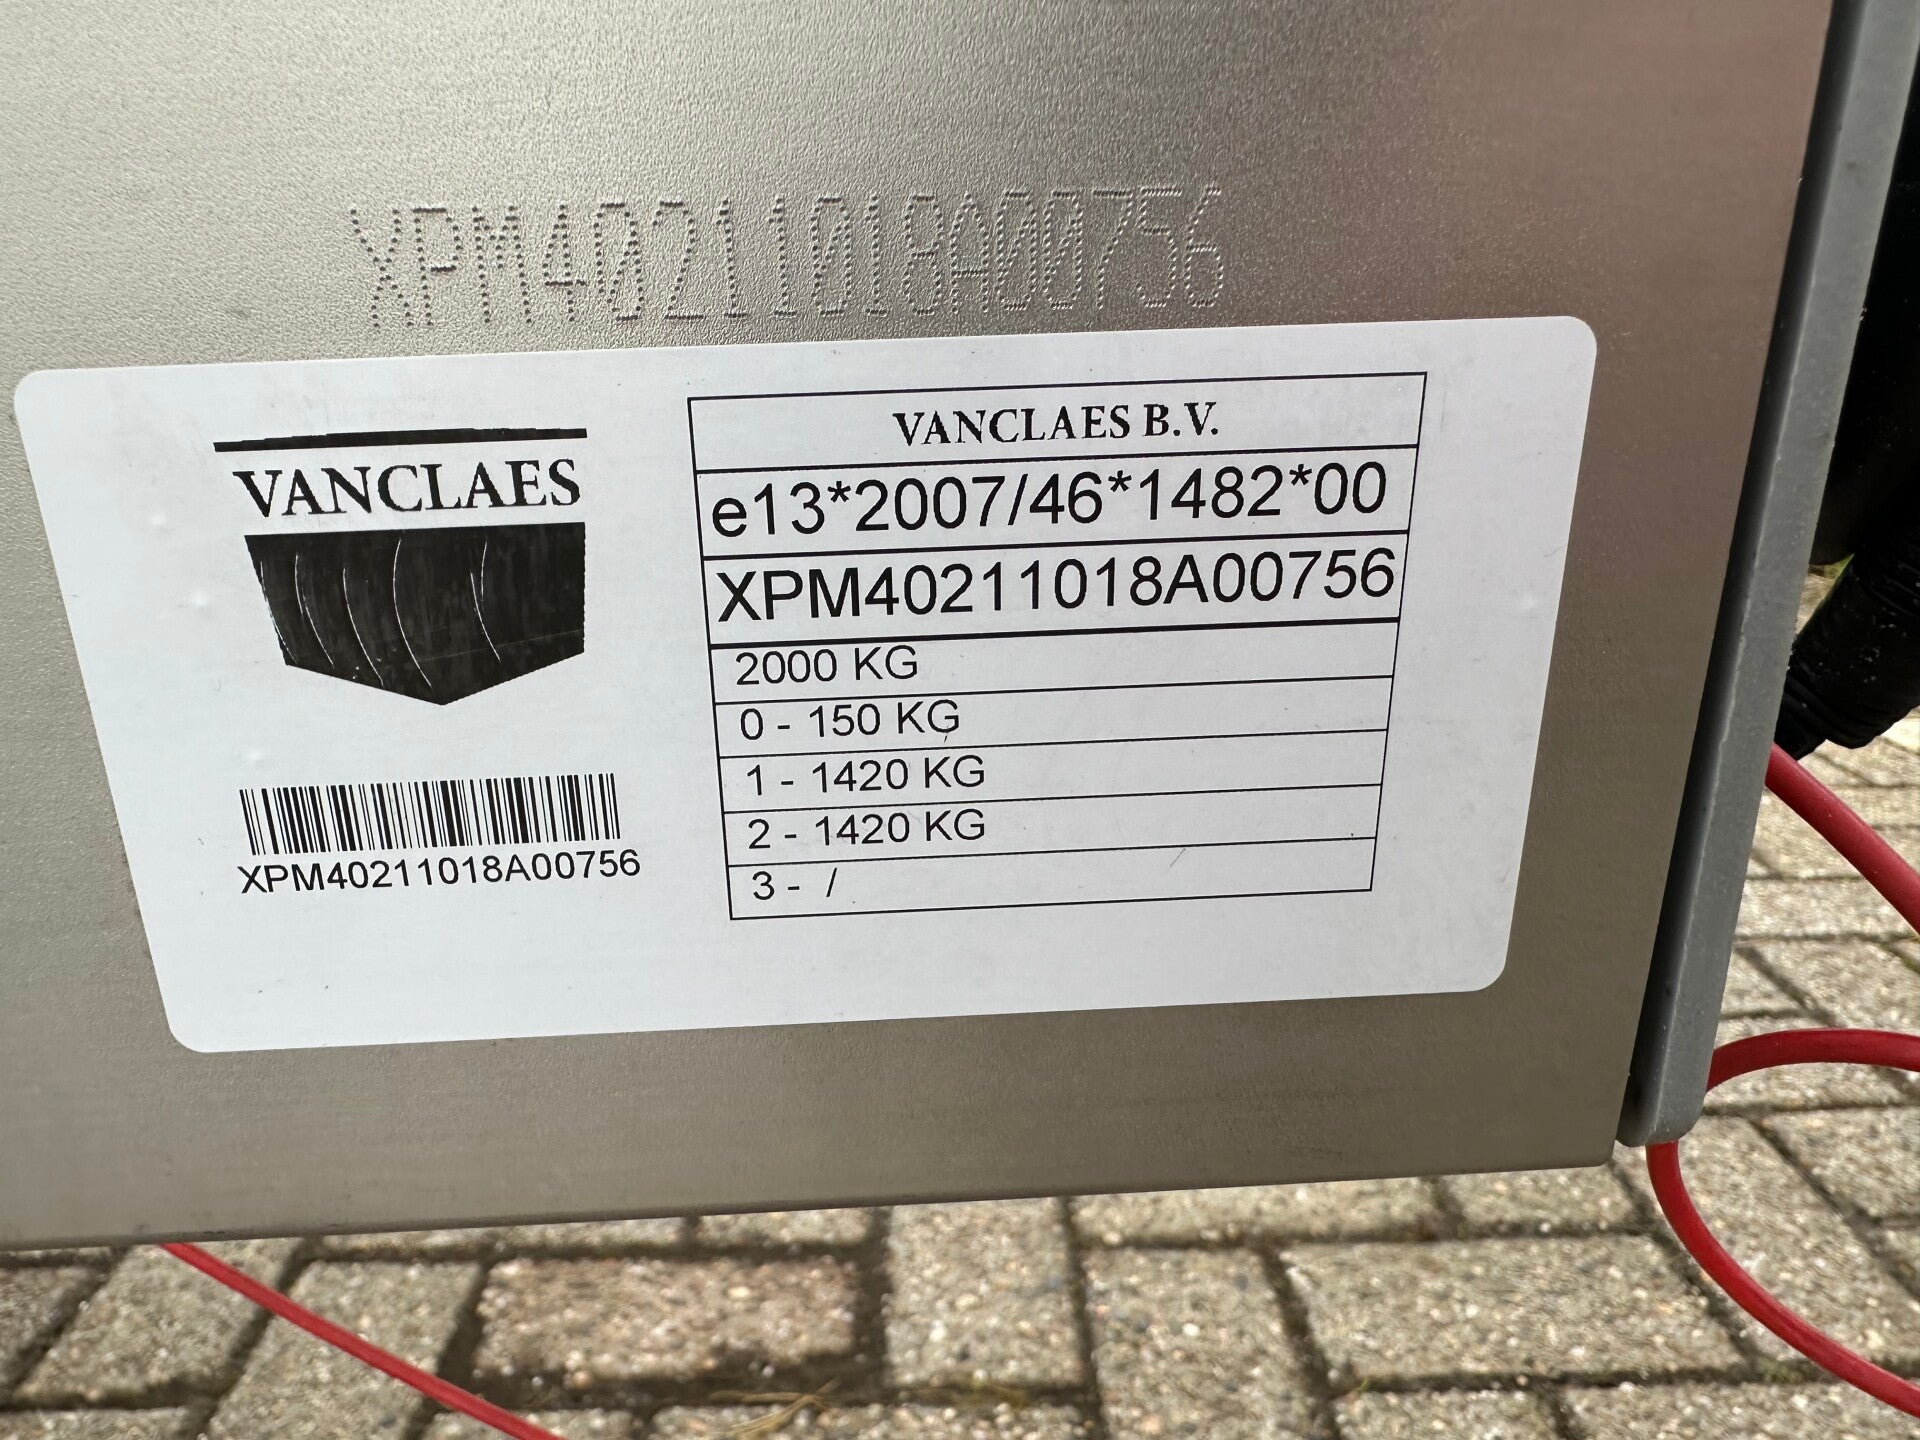 XPM40211018A00756
VANCLAES
XPM40211018A00756
VANCLAES B.V.
e13*2007/46*1482*00
XPM40211018A00756
2000 KG
0 - 150 KG
1 - 1420 KG
2 - 1420 KG
3 - /